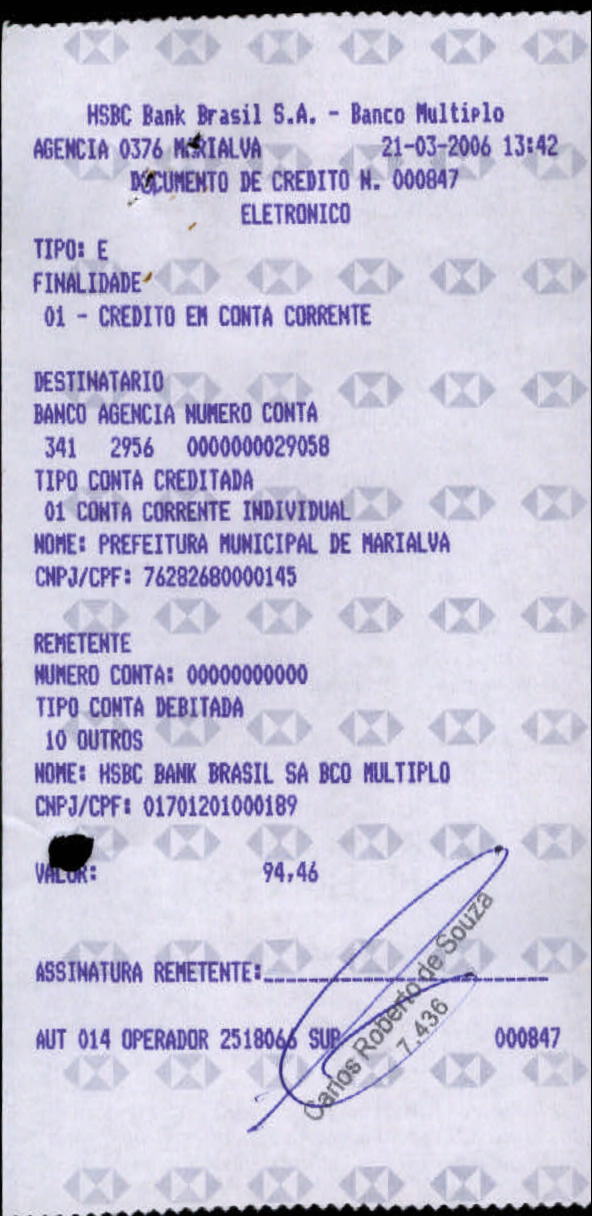 HSBC Bank Brasil S.A. - Banco Multiplo
AGENCIA 0376 MARIALVA 21-03-2006 13:42
DOCUMENTO DE CREDITO N. 000847
ELETRONICO
TIPO: E
FINALIDADE
01 - CREDITO EM CONTA CORRENTE
DESTINATARIO
BANCO AGENCIA NUMERO CONTA
341 2956 0000000029058
TIPO CONTA CREDITADA
01 CONTA CORRENTE INDIVIDUAL
NOME: PREFEITURA MUNICIPAL DE MARIALVA
CNPJ/CPF: 76282680000145
REMETENTE
NUMERO CONTA: 00000000000
TIPO CONTA DEBITADA
10 OUTROS
NOME: HSBC BANK BRASIL SA BCO MULTIPLO
CNPJ/CPF: 01701201000189
VALOR: 94,46
ASSINATURA REMETENTE:
AUT 014 OPERADOR 2518066 SUP 000847
Carlos Roberto de Souza
7.436